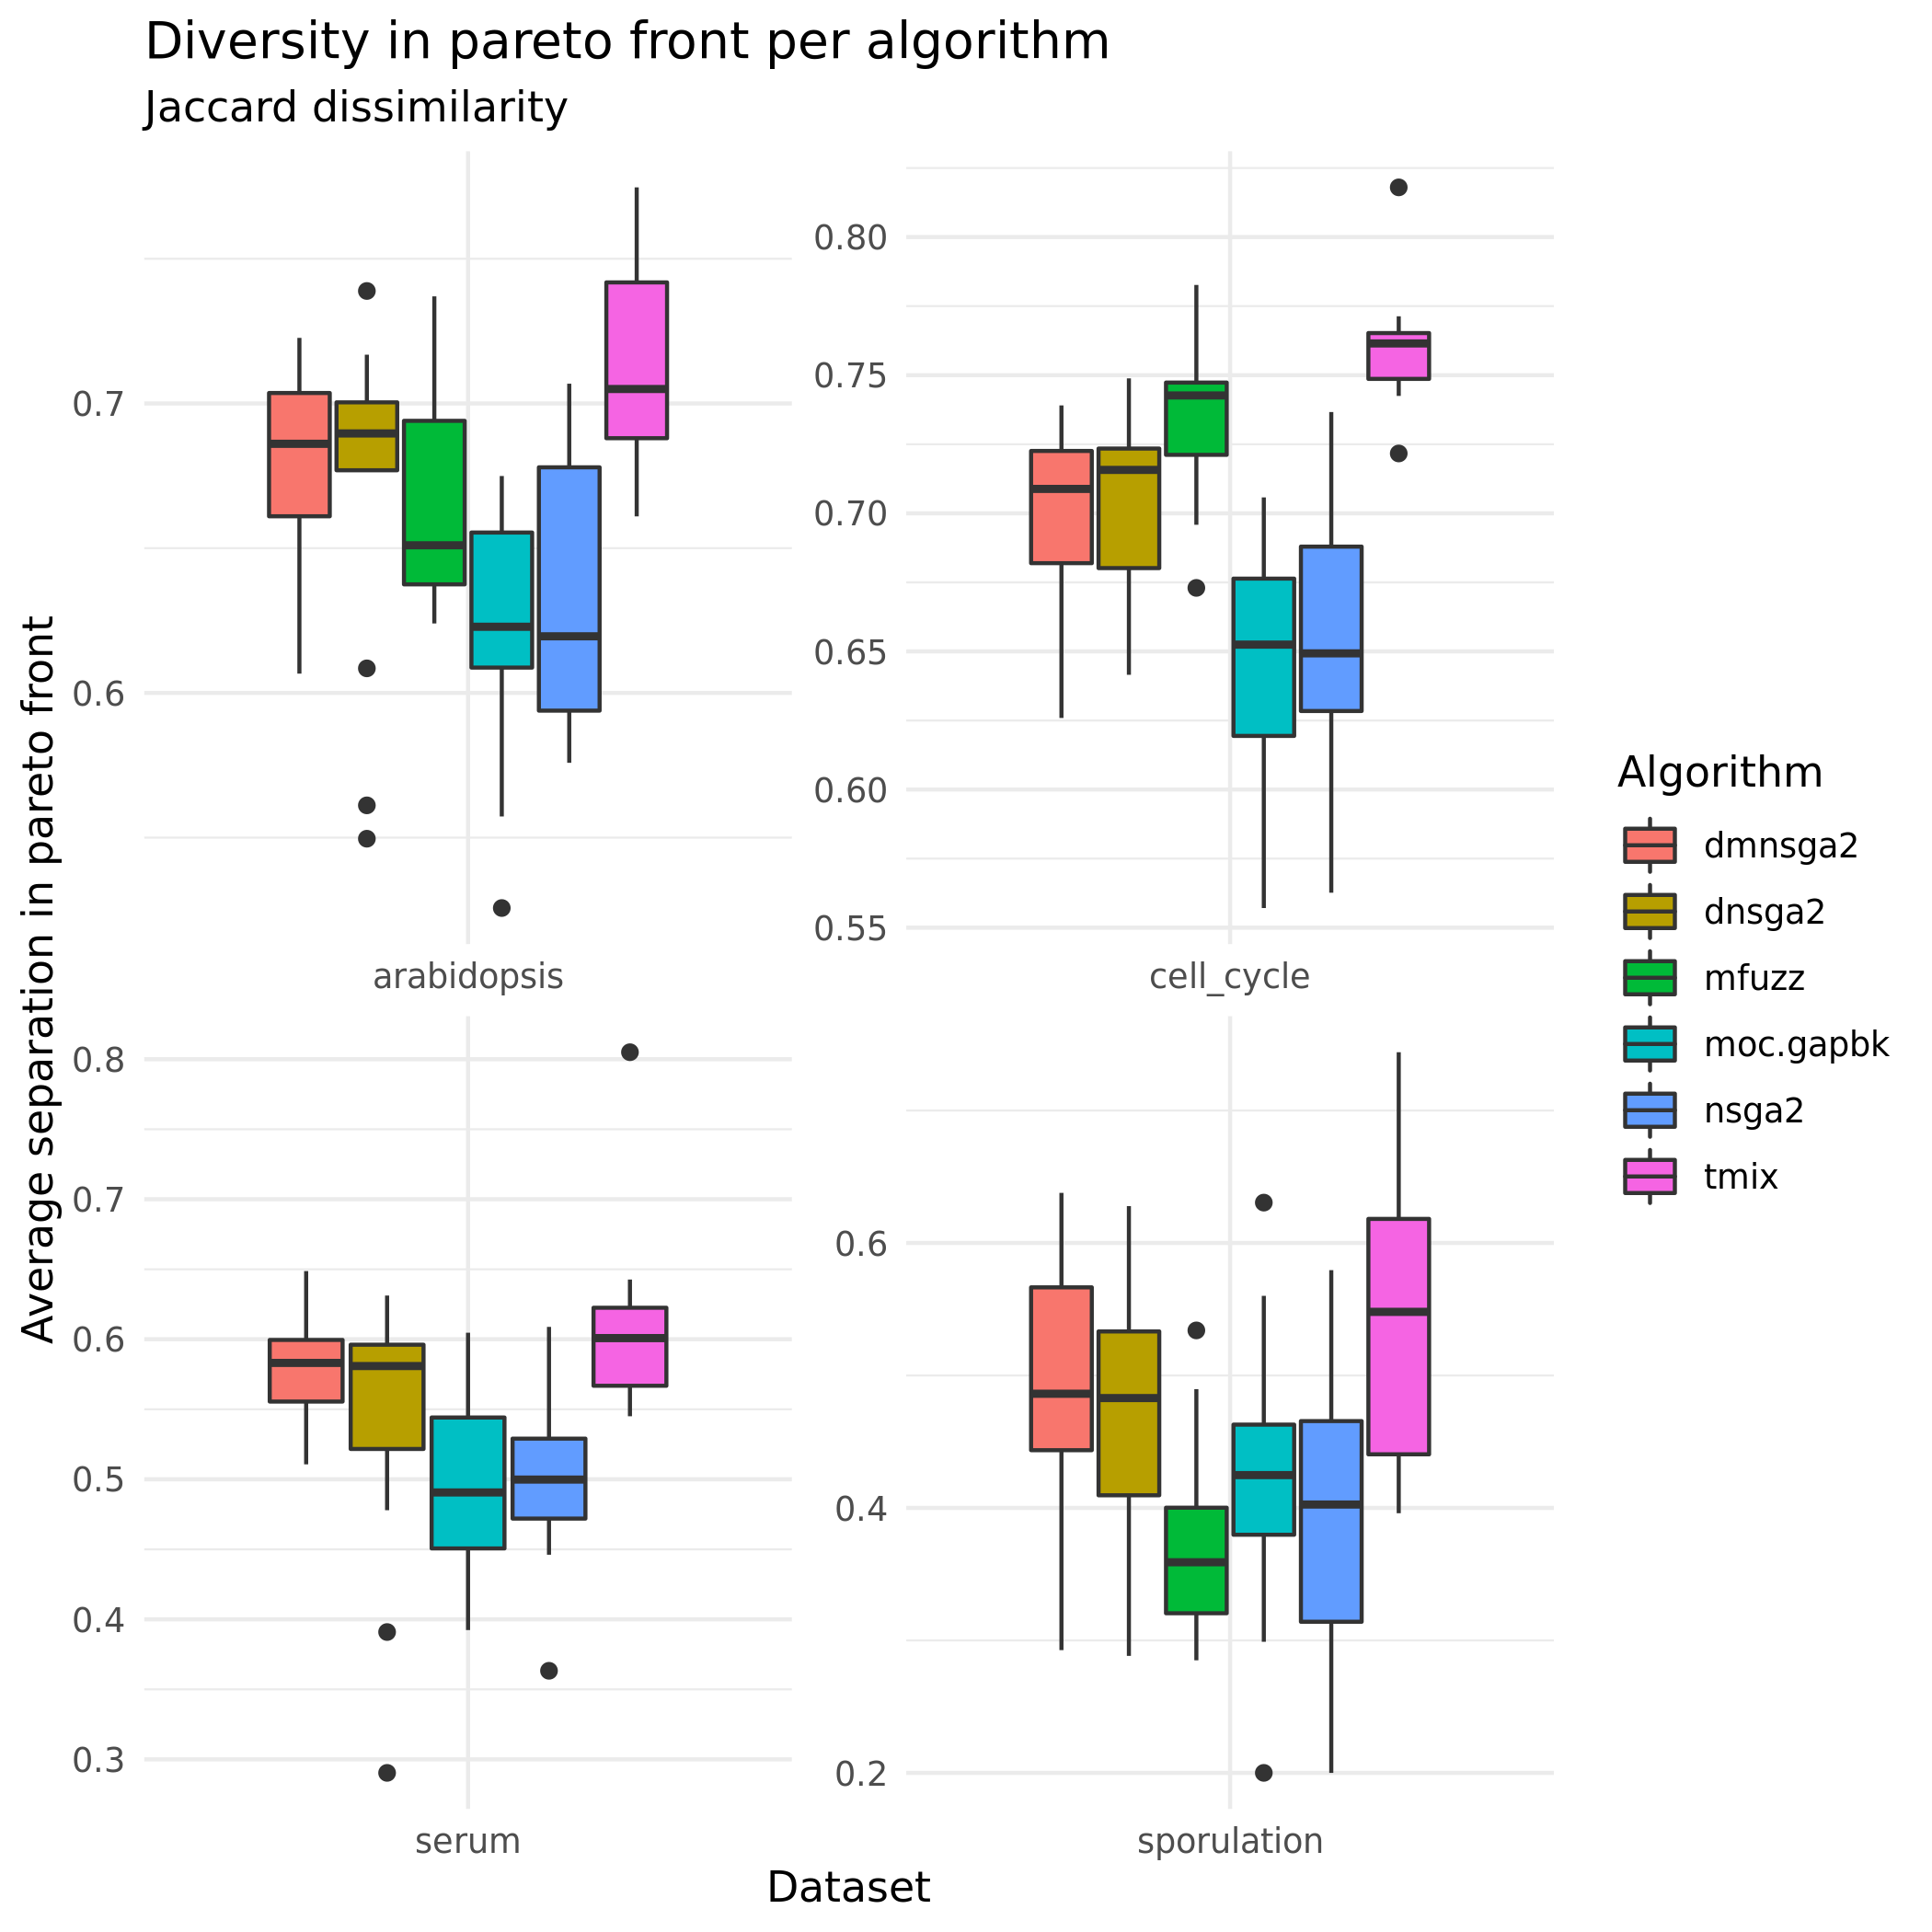 Diversity in pareto front per algorithm
Jaccard dissimilarity
Average separation in pareto front
0.7
0.6
arabidopsis
0.80
0.75
0.70
0.65
0.60
0.55
cell_cycle
0.8
0.7
0.6
0.5
0.4
0.3
serum
0.6
0.4
0.2
sporulation
Dataset
Algorithm
dmnsga2
dnsga2
mfuzz
moc.gapbk
nsga2
tmix